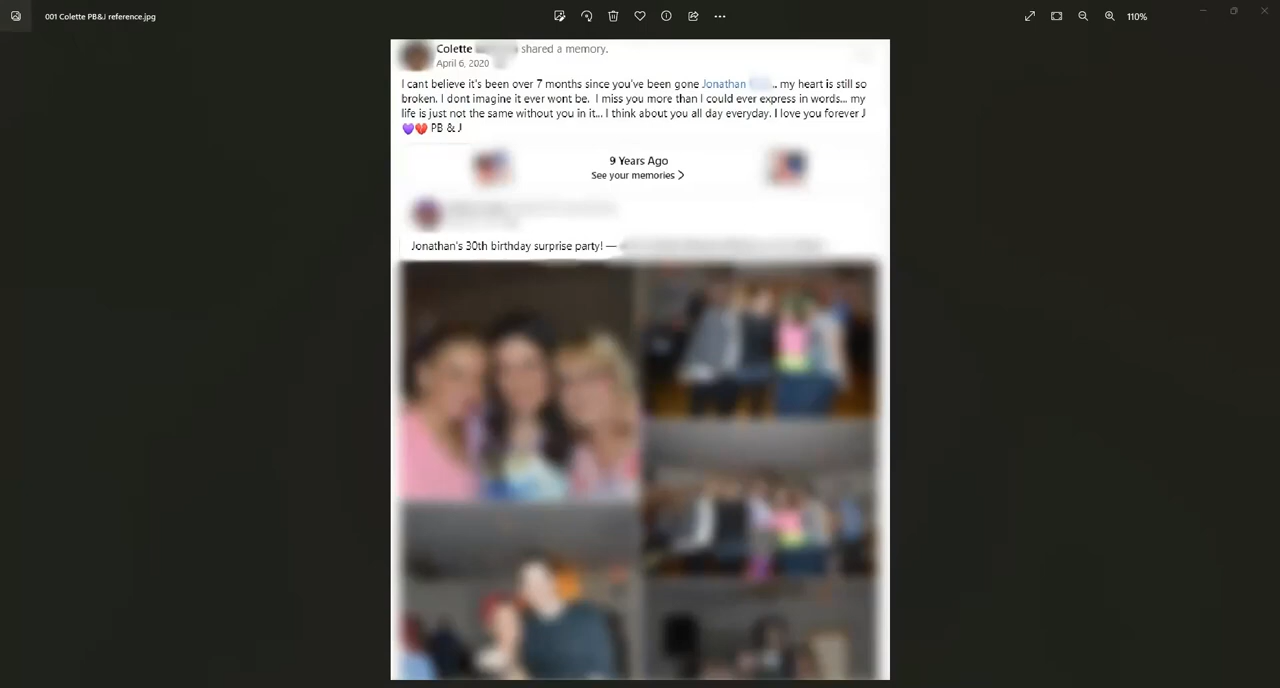 001 Colette PB&J reference.jpg
110%
Colette shared a memory.
April 6, 2020
I cant believe it's been over 7 months since you've been gone Jonathan .. my heart is still so
broken. I dont imagine it ever wont be. I miss you more than I could ever express in words... my
life is just not the same without you in it... I think about you all day everyday. I love you forever J
💜💔 PB & J
9 Years Ago
See your memories >
Jonathan's 30th birthday surprise party! —